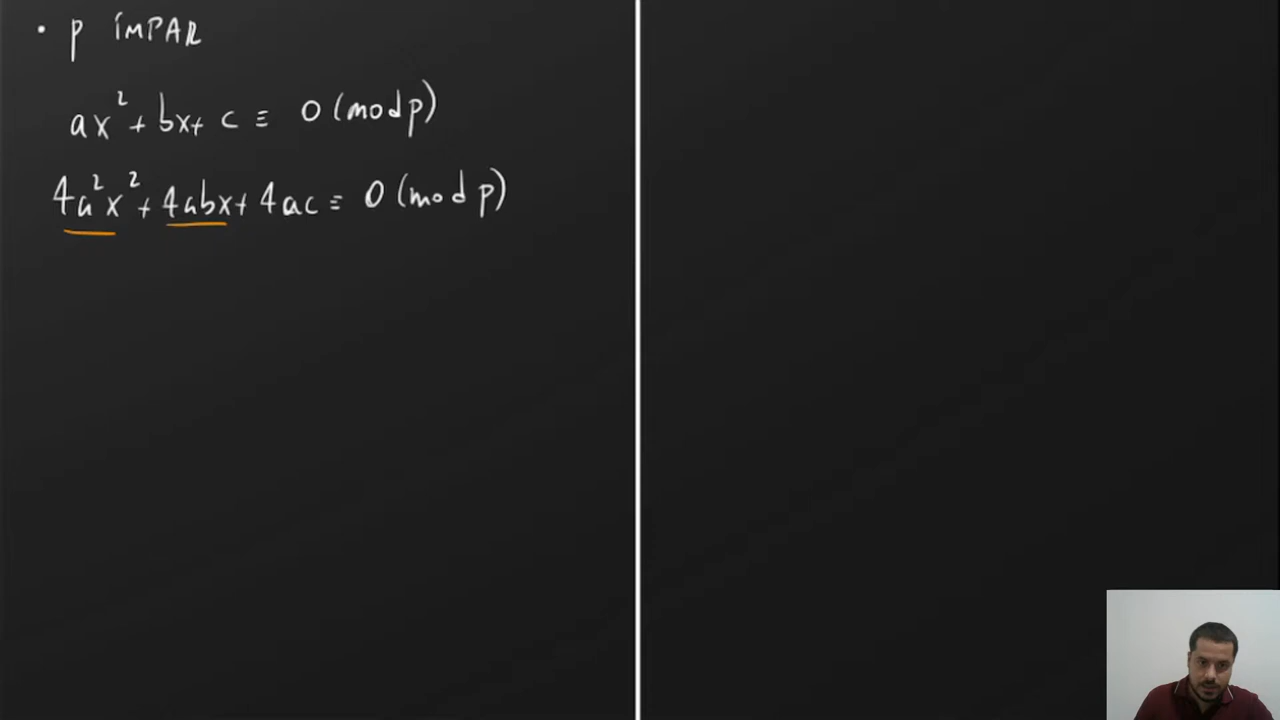 • p ÍMPAR
ax² + bx + c ≡ 0 (mod p)
4a²x² + 4abx + 4ac ≡ 0 (mod p)